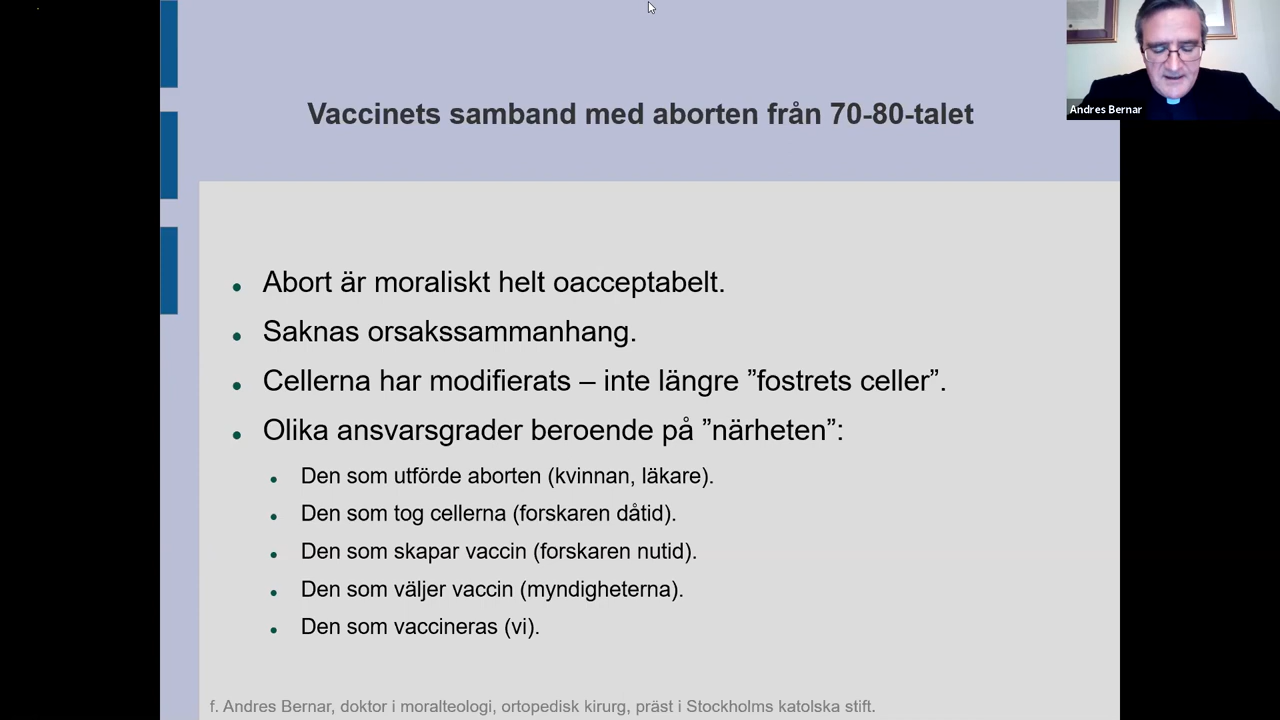 Vaccinets samband med aborten från 70-80-talet
Andres Bernar
Abort är moraliskt helt oacceptabelt.
Saknas orsakssammanhang.
Cellerna har modifierats – inte längre ”fostrets celler”.
Olika ansvarsgrader beroende på ”närheten”:
Den som utförde aborten (kvinnan, läkare).
Den som tog cellerna (forskaren dåtid).
Den som skapar vaccin (forskaren nutid).
Den som väljer vaccin (myndigheterna).
Den som vaccineras (vi).
f. Andres Bernar, doktor i moralteologi, ortopedisk kirurg, präst i Stockholms katolska stift.